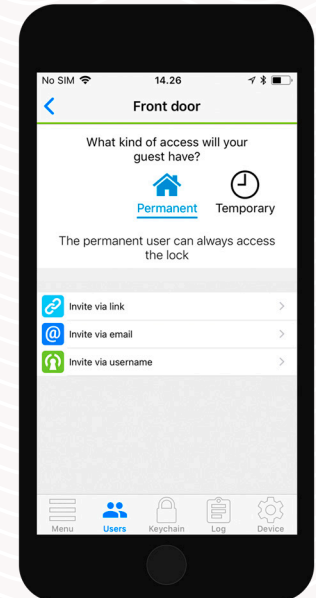 No SIM 14.26
Front door
What kind of access will your
guest have?
Permanent Temporary
The permanent user can always access
the lock
Invite via link
@ Invite via email
Invite via username
Menu Users Keychain Log Device